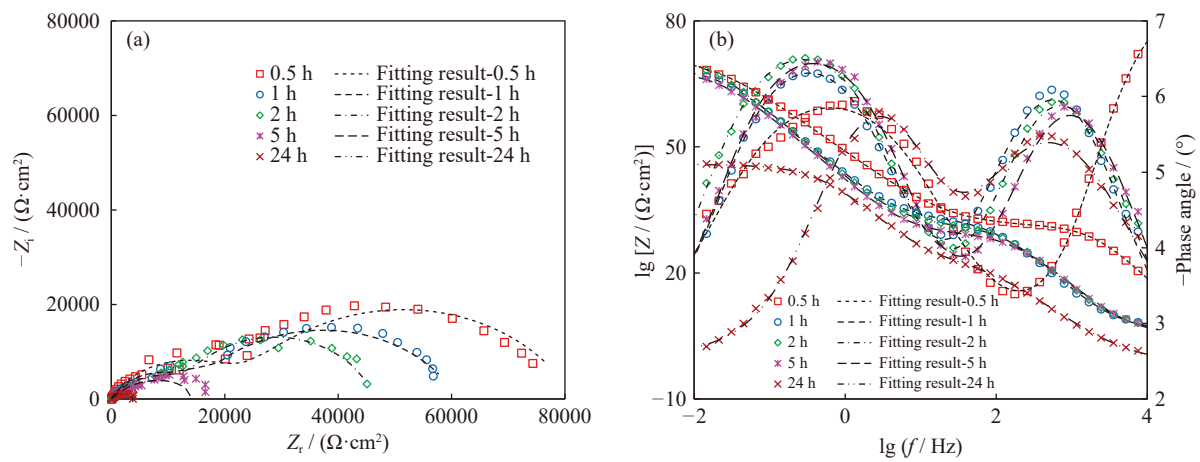 (a)
80000
60000
40000
20000
0
−Zᵢ / (Ω·cm²)
0.5 h
1 h
2 h
5 h
24 h
Fitting result-0.5 h
Fitting result-1 h
Fitting result-2 h
Fitting result-5 h
Fitting result-24 h
0 20000 40000 60000 80000
Zᵣ / (Ω·cm²)
(b)
80
50
20
−10
lg [Z / (Ω·cm²)]
0.5 h Fitting result-0.5 h
1 h Fitting result-1 h
2 h Fitting result-2 h
5 h Fitting result-5 h
24 h Fitting result-24 h
7
6
5
4
3
2
−Phase angle / (°)
−2 0 2 4
lg (f / Hz)